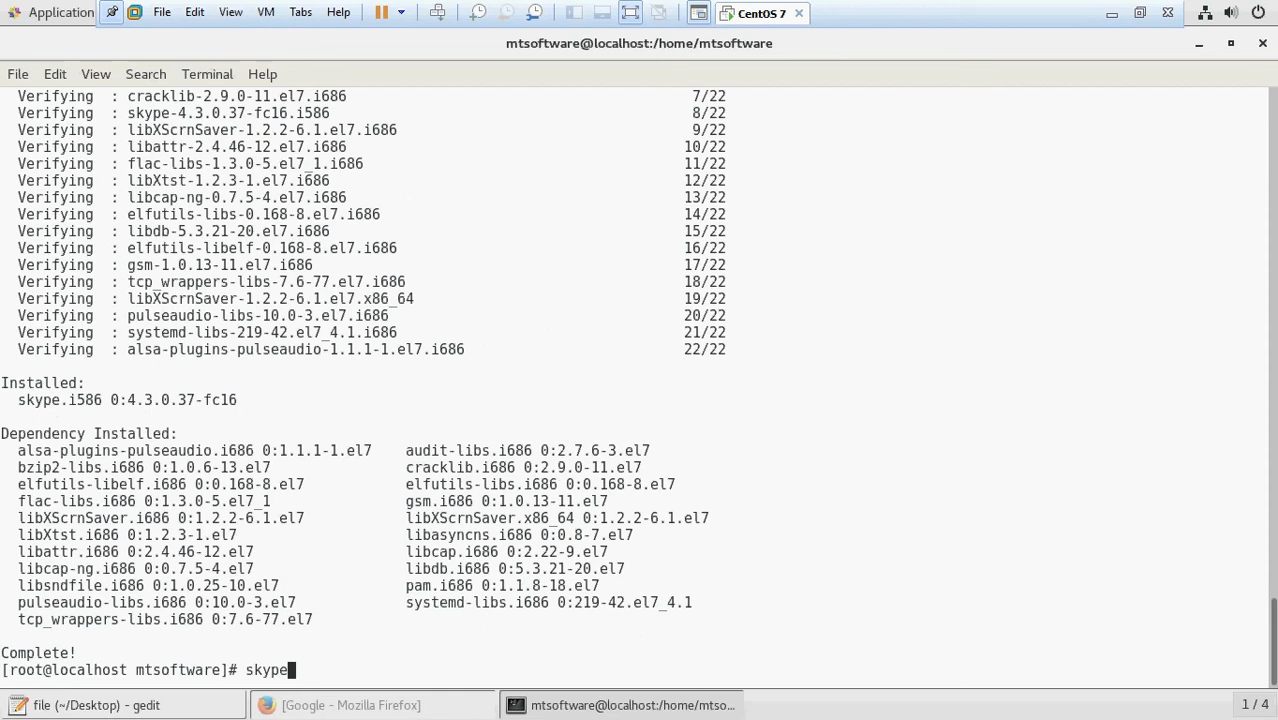 Application File Edit View VM Tabs Help CentOS 7
mtsoftware@localhost:/home/mtsoftware
File Edit View Search Terminal Help
Verifying : cracklib-2.9.0-11.el7.i686 7/22
Verifying : skype-4.3.0.37-fc16.i586 8/22
Verifying : libXScrnSaver-1.2.2-6.1.el7.i686 9/22
Verifying : libattr-2.4.46-12.el7.i686 10/22
Verifying : flac-libs-1.3.0-5.el7_1.i686 11/22
Verifying : libXtst-1.2.3-1.el7.i686 12/22
Verifying : libcap-ng-0.7.5-4.el7.i686 13/22
Verifying : elfutils-libs-0.168-8.el7.i686 14/22
Verifying : libdb-5.3.21-20.el7.i686 15/22
Verifying : elfutils-libelf-0.168-8.el7.i686 16/22
Verifying : gsm-1.0.13-11.el7.i686 17/22
Verifying : tcp_wrappers-libs-7.6-77.el7.i686 18/22
Verifying : libXScrnSaver-1.2.2-6.1.el7.x86_64 19/22
Verifying : pulseaudio-libs-10.0-3.el7.i686 20/22
Verifying : systemd-libs-219-42.el7_4.1.i686 21/22
Verifying : alsa-plugins-pulseaudio-1.1.1-1.el7.i686 22/22
Installed:
skype.i586 0:4.3.0.37-fc16
Dependency Installed:
alsa-plugins-pulseaudio.i686 0:1.1.1-1.el7 audit-libs.i686 0:2.7.6-3.el7
bzip2-libs.i686 0:1.0.6-13.el7 cracklib.i686 0:2.9.0-11.el7
elfutils-libelf.i686 0:0.168-8.el7 elfutils-libs.i686 0:0.168-8.el7
flac-libs.i686 0:1.3.0-5.el7_1 gsm.i686 0:1.0.13-11.el7
libXScrnSaver.i686 0:1.2.2-6.1.el7 libXScrnSaver.x86_64 0:1.2.2-6.1.el7
libXtst.i686 0:1.2.3-1.el7 libasyncns.i686 0:0.8-7.el7
libattr.i686 0:2.4.46-12.el7 libcap.i686 0:2.22-9.el7
libcap-ng.i686 0:0.7.5-4.el7 libdb.i686 0:5.3.21-20.el7
libsndfile.i686 0:1.0.25-10.el7 pam.i686 0:1.1.8-18.el7
pulseaudio-libs.i686 0:10.0-3.el7 systemd-libs.i686 0:219-42.el7_4.1
tcp_wrappers-libs.i686 0:7.6-77.el7
Complete!
[root@localhost mtsoftware]# skype
file (~/Desktop) - gedit [Google - Mozilla Firefox] mtsoftware@localhost:/home/mtso... 1 / 4